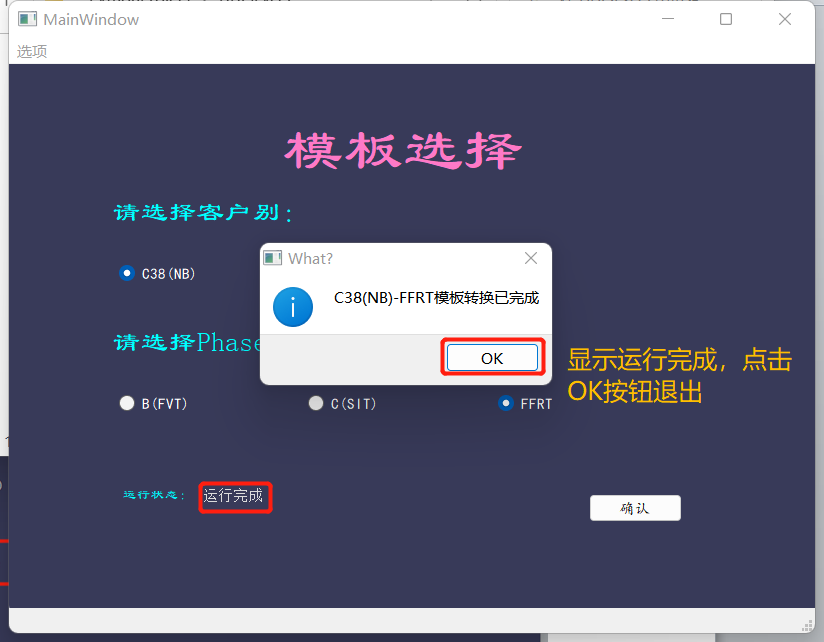 MainWindow
选项
模板选择
请选择客户别：
C38(NB)
What?
C38(NB)-FFRT模板转换已完成
OK
请选择Phase
显示运行完成，点击
OK按钮退出
B(FVT)
C(SIT)
FFRT
运行状态：
运行完成
确认